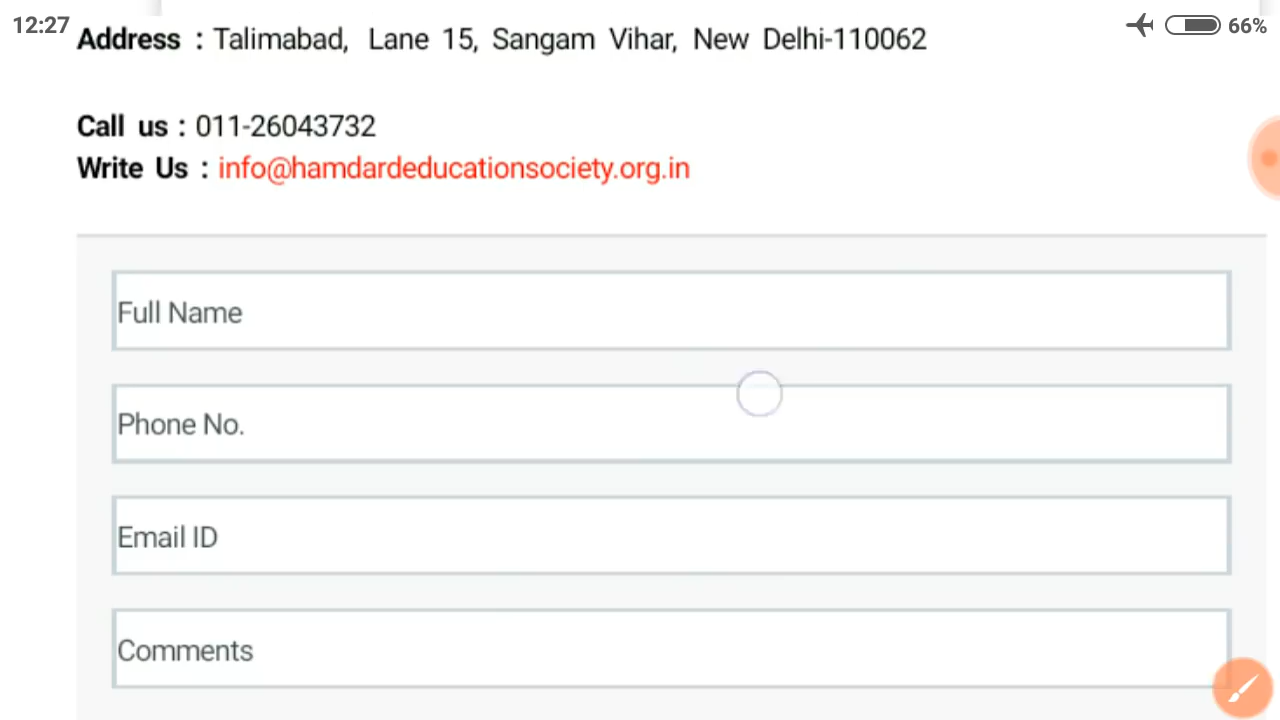 12:27
66%
Address : Talimabad, Lane 15, Sangam Vihar, New Delhi-110062
Call us : 011-26043732
Write Us : info@hamdardeducationsociety.org.in
Full Name
Phone No.
Email ID
Comments